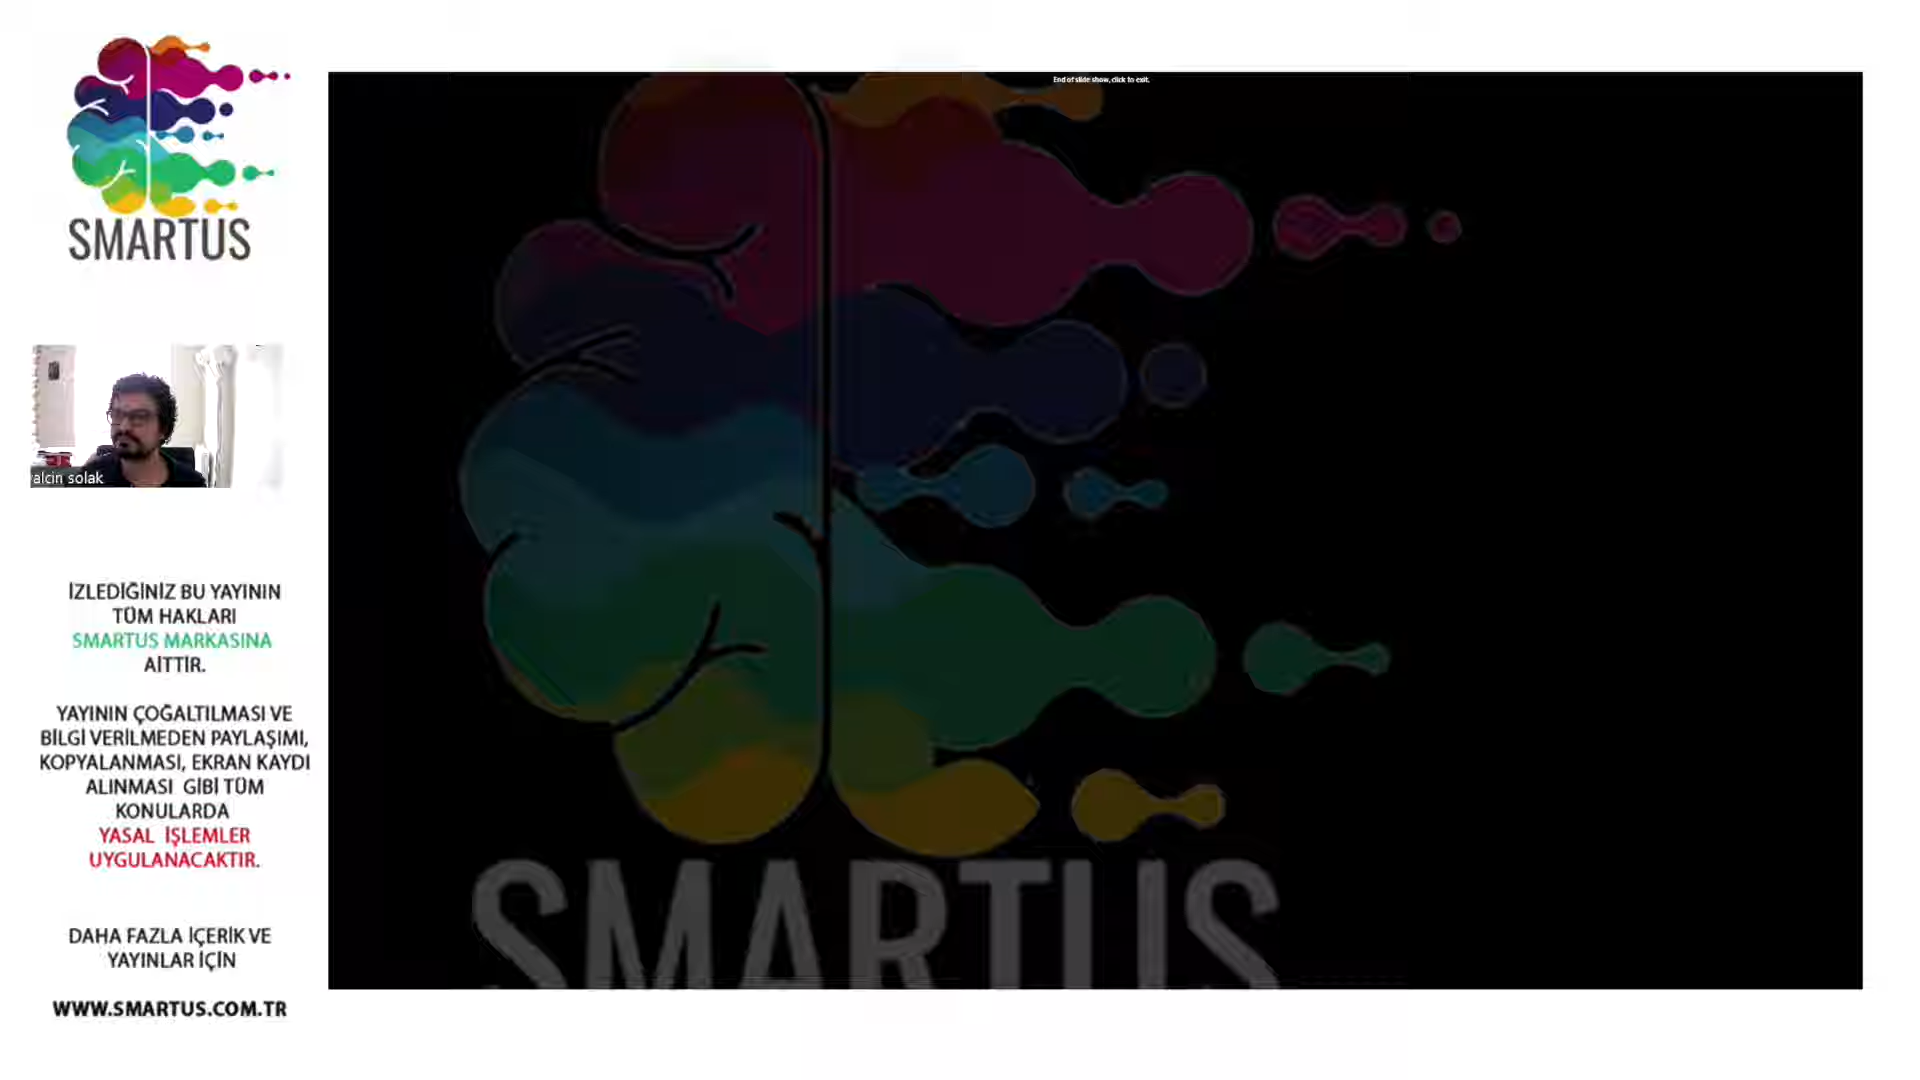 SMARTUS
alcin solak
İZLEDİĞİNİZ BU YAYININ
TÜM HAKLARI
SMARTUS MARKASINA
AİTTİR.
YAYININ ÇOĞALTILMASI VE
BİLGİ VERİLMEDEN PAYLAŞIMI,
KOPYALANMASI, EKRAN KAYDI
ALINMASI GİBİ TÜM
KONULARDA
YASAL İŞLEMLER
UYGULANACAKTIR.
DAHA FAZLA İÇERİK VE
YAYINLAR İÇİN
WWW.SMARTUS.COM.TR
End of slide show, click to exit.
SMARTUS